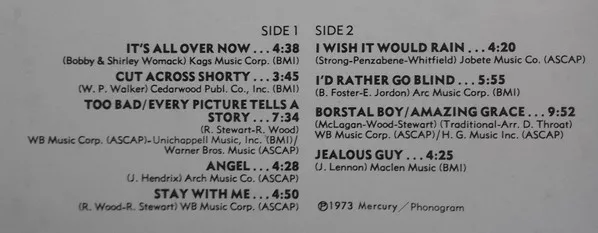 SIDE 1
IT'S ALL OVER NOW...4:38
(Bobby & Shirley Womack) Kags Music Corp. (BMI)
CUT ACROSS SHORTY...3:45
(W. P. Walker) Cedarwood Publ. Co., Inc. (BMI)
TOO BAD/EVERY PICTURE TELLS A
STORY...7:34
(R. Stewart-R. Wood)
WB Music Corp. (ASCAP)-Unichappell Music, Inc. (BMI)/
Warner Bros. Music (ASCAP)
ANGEL...4:28
(J. Hendrix) Arch Music Co. (ASCAP)
STAY WITH ME...4:50
(R. Wood-R. Stewart) WB Music Corp. (ASCAP)
SIDE 2
I WISH IT WOULD RAIN...4:20
(Strong-Penzabene-Whitfield) Jobete Music Co. (ASCAP)
I'D RATHER GO BLIND...5:55
(B. Foster-E. Jordon) Arc Music Corp. (BMI)
BORSTAL BOY/AMAZING GRACE...9:52
(McLagan-Wood-Stewart) (Traditional-Arr. D. Throat)
WB Music Corp. (ASCAP)/H. G. Music Inc. (ASCAP)
JEALOUS GUY...4:25
(J. Lennon) Maclen Music (BMI)
℗1973 Mercury/Phonogram